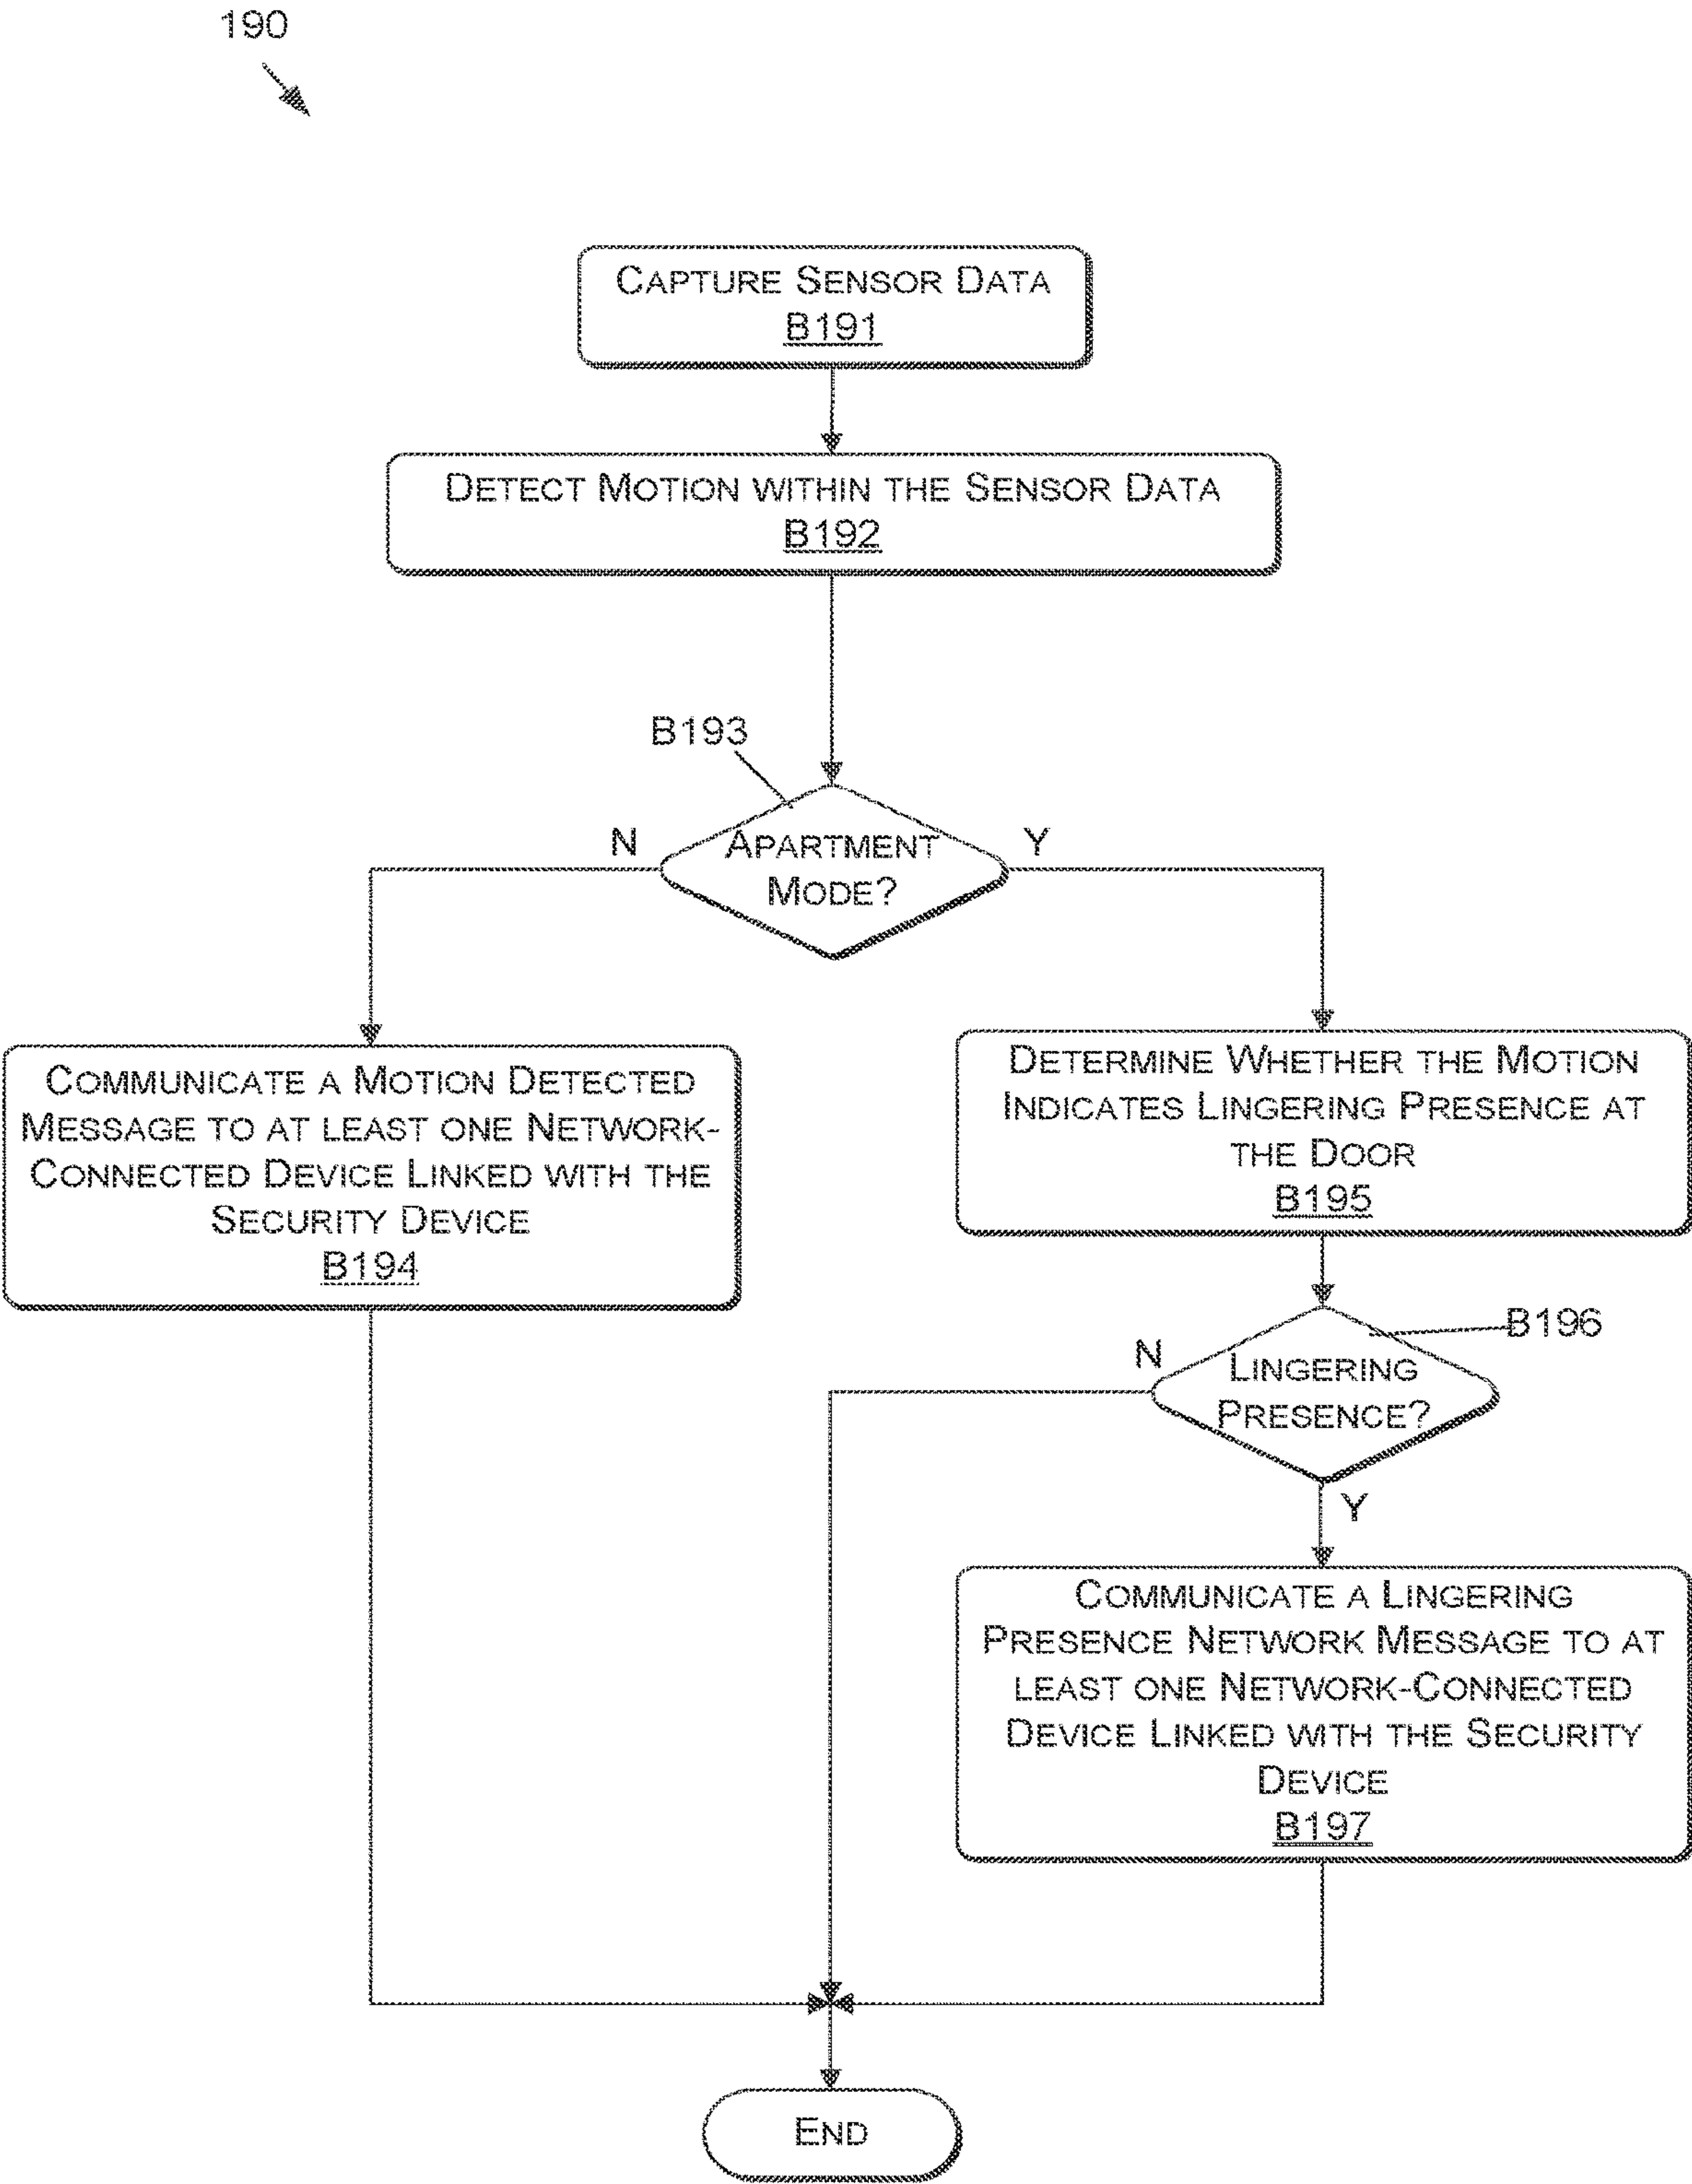 190
CAPTURE SENSOR DATA
B191
DETECT MOTION WITHIN THE SENSOR DATA
B192
B193
N
APARTMENT
MODE?
Y
COMMUNICATE A MOTION DETECTED
MESSAGE TO AT LEAST ONE NETWORK-
CONNECTED DEVICE LINKED WITH THE
SECURITY DEVICE
B194
DETERMINE WHETHER THE MOTION
INDICATES LINGERING PRESENCE AT
THE DOOR
B195
B196
N
LINGERING
PRESENCE?
Y
COMMUNICATE A LINGERING
PRESENCE NETWORK MESSAGE TO AT
LEAST ONE NETWORK-CONNECTED
DEVICE LINKED WITH THE SECURITY
DEVICE
B197
END